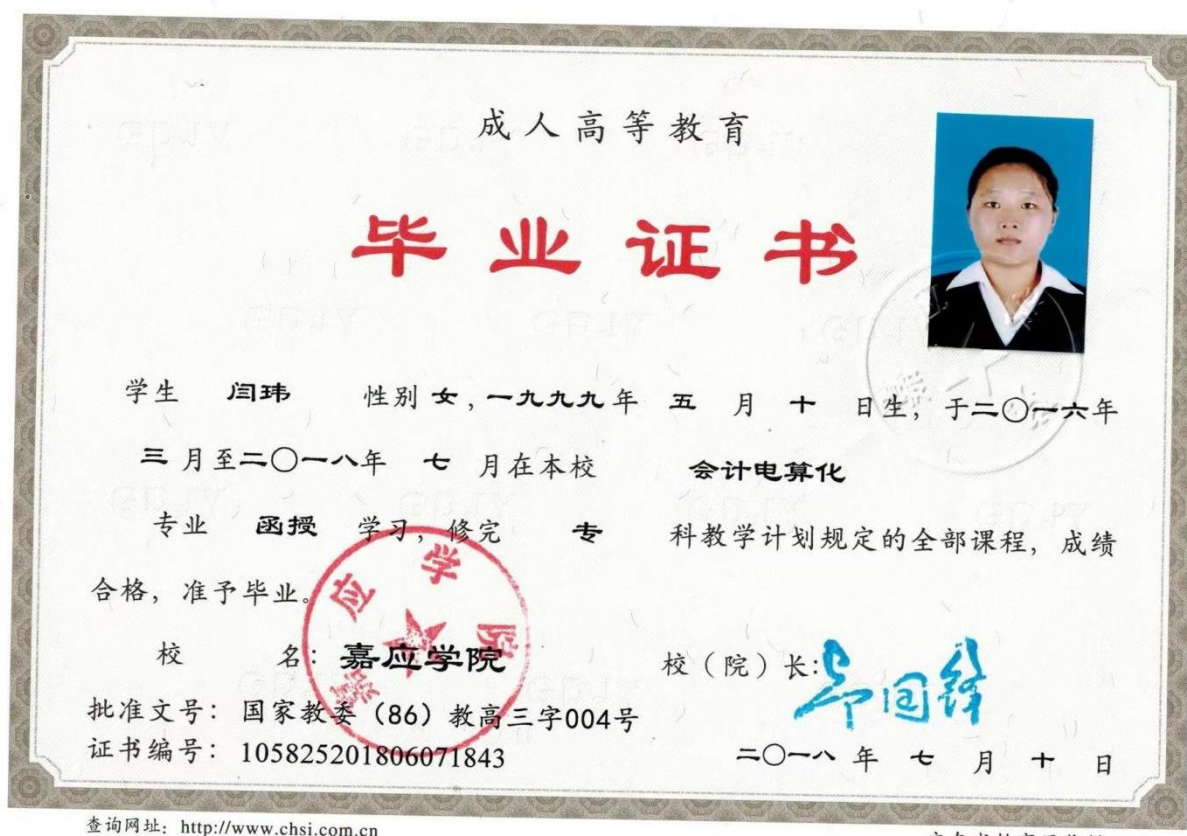 成人高等教育
毕业证书
学生 闫玮 性别 女,一九九九年 五 月 十 日生,于二〇一六年
三月至二〇一八年 七 月在本校 会计电算化
专业 函授 学习,修完 专 科教学计划规定的全部课程,成绩
合格,准予毕业。
校 名:嘉应学院
校(院)长:
批准文号:国家教委(86)教高三字004号
证书编号:105825201806071843
二〇一八 年 七 月 十 日
嘉应学院
查询网址:http://www.chsi.com.cn